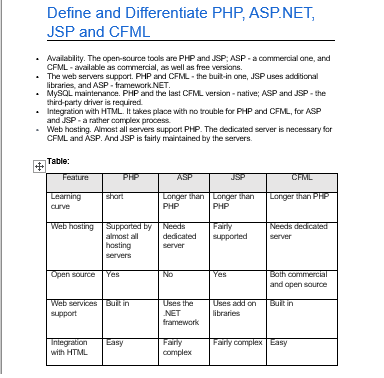 Define and Differentiate PHP, ASP.NET,
JSP and CFML
• Availability. The open-source tools are PHP and JSP; ASP - a commercial one, and
CFML - available as commercial, as well as free versions.
• The web servers support. PHP and CFML - the built-in one, JSP uses additional
libraries, and ASP - framework.NET.
• MySQL maintenance. PHP and the last CFML version - native; ASP and JSP - the
third-party driver is required.
• Integration with HTML. It takes place with no trouble for PHP and CFML, for ASP
and JSP - a rather complex process.
• Web hosting. Almost all servers support PHP. The dedicated server is necessary for
CFML and ASP. And JSP is fairly maintained by the servers.
Table:
Feature PHP ASP JSP CFML
Learning short Longer than Longer than Longer than PHP
curve PHP PHP
Web hosting Supported by Needs Fairly Needs dedicated
almost all dedicated supported server
hosting server
servers
Open source Yes No Yes Both commercial
and open source
Web services Built in Uses the Uses add on Built in
support .NET libraries
framework
Integration Easy Fairly Fairly complex Easy
with HTML complex